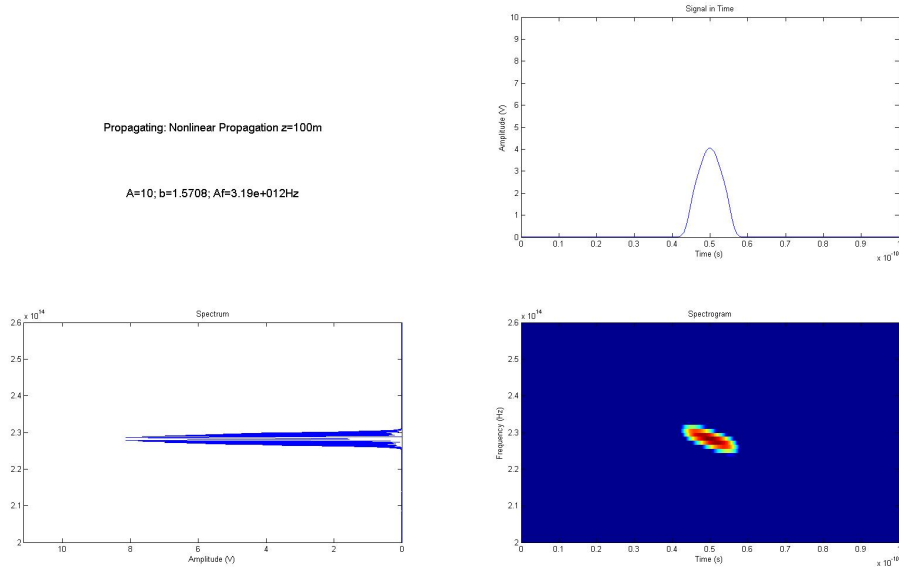 Propagating: Nonlinear Propagation z=100m
A=10; b=1.5708; Af=3.19e+012Hz
Signal in Time
Amplitude (V)
10
9
8
7
6
5
4
3
2
1
0
0 0.1 0.2 0.3 0.4 0.5 0.6 0.7 0.8 0.9
Time (s)
Spectrum
x 10^14
2.6
2.5
2.4
2.3
2.2
2.1
2
10 8 6 4 2 0
Amplitude (V)
Spectrogram
x 10^14
Frequency (Hz)
2.6
2.5
2.4
2.3
2.2
2.1
2
0 0.1 0.2 0.3 0.4 0.5 0.6 0.7 0.8 0.9
Time (s)